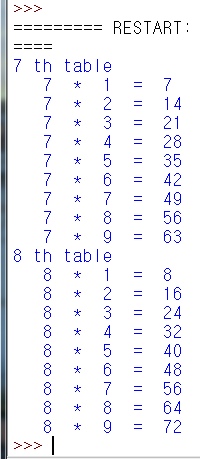 >>>
========= RESTART:
====
7 th table
   7  *  1  =  7
   7  *  2  =  14
   7  *  3  =  21
   7  *  4  =  28
   7  *  5  =  35
   7  *  6  =  42
   7  *  7  =  49
   7  *  8  =  56
   7  *  9  =  63
8 th table
   8  *  1  =  8
   8  *  2  =  16
   8  *  3  =  24
   8  *  4  =  32
   8  *  5  =  40
   8  *  6  =  48
   8  *  7  =  56
   8  *  8  =  64
   8  *  9  =  72
>>>